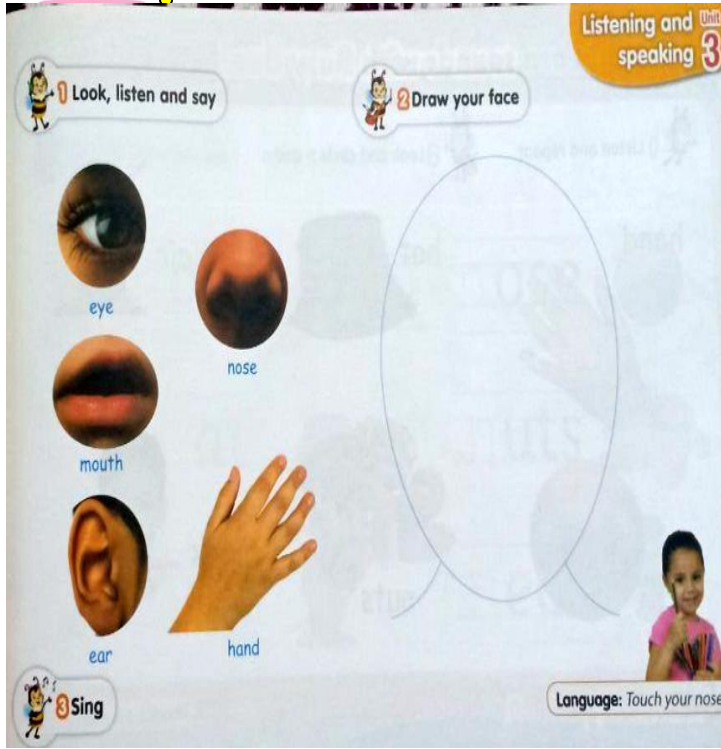 Listening and Unit
speaking 3
1 Look, listen and say
2 Draw your face
eye
nose
mouth
ear
hand
3 Sing
Language: Touch your nose